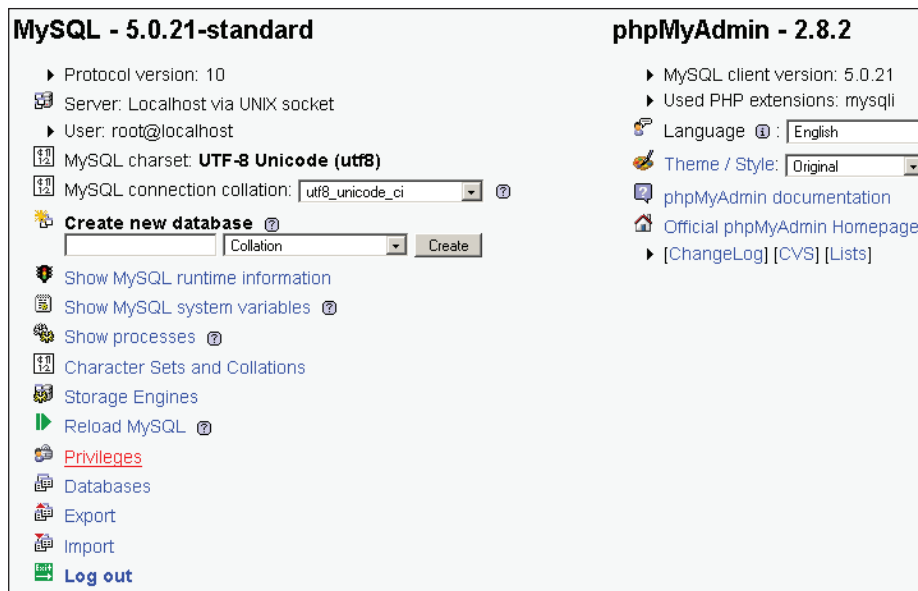 MySQL - 5.0.21-standard
Protocol version: 10
Server: Localhost via UNIX socket
User: root@localhost
MySQL charset: UTF-8 Unicode (utf8)
MySQL connection collation: utf8_unicode_ci
Create new database
Collation Create
Show MySQL runtime information
Show MySQL system variables
Show processes
Character Sets and Collations
Storage Engines
Reload MySQL
Privileges
Databases
Export
Import
Log out
phpMyAdmin - 2.8.2
MySQL client version: 5.0.21
Used PHP extensions: mysqli
Language : English
Theme / Style: Original
phpMyAdmin documentation
Official phpMyAdmin Homepage
[ChangeLog] [CVS] [Lists]